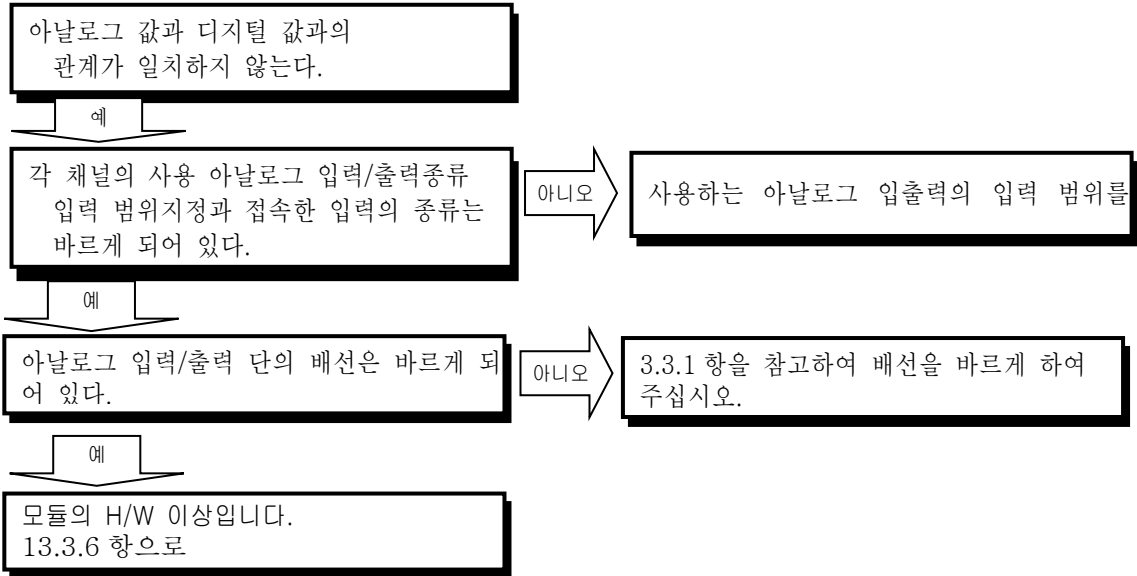 아날로그 값과 디지털 값과의
관계가 일치하지 않는다.
예
각 채널의 사용 아날로그 입력/출력종류
입력 범위지정과 접속한 입력의 종류는
바르게 되어 있다.
아니오
사용하는 아날로그 입출력의 입력 범위를
예
아날로그 입력/출력 단의 배선은 바르게 되
어 있다.
아니오
3.3.1 항을 참고하여 배선을 바르게 하여
주십시오.
예
모듈의 H/W 이상입니다.
13.3.6 항으로